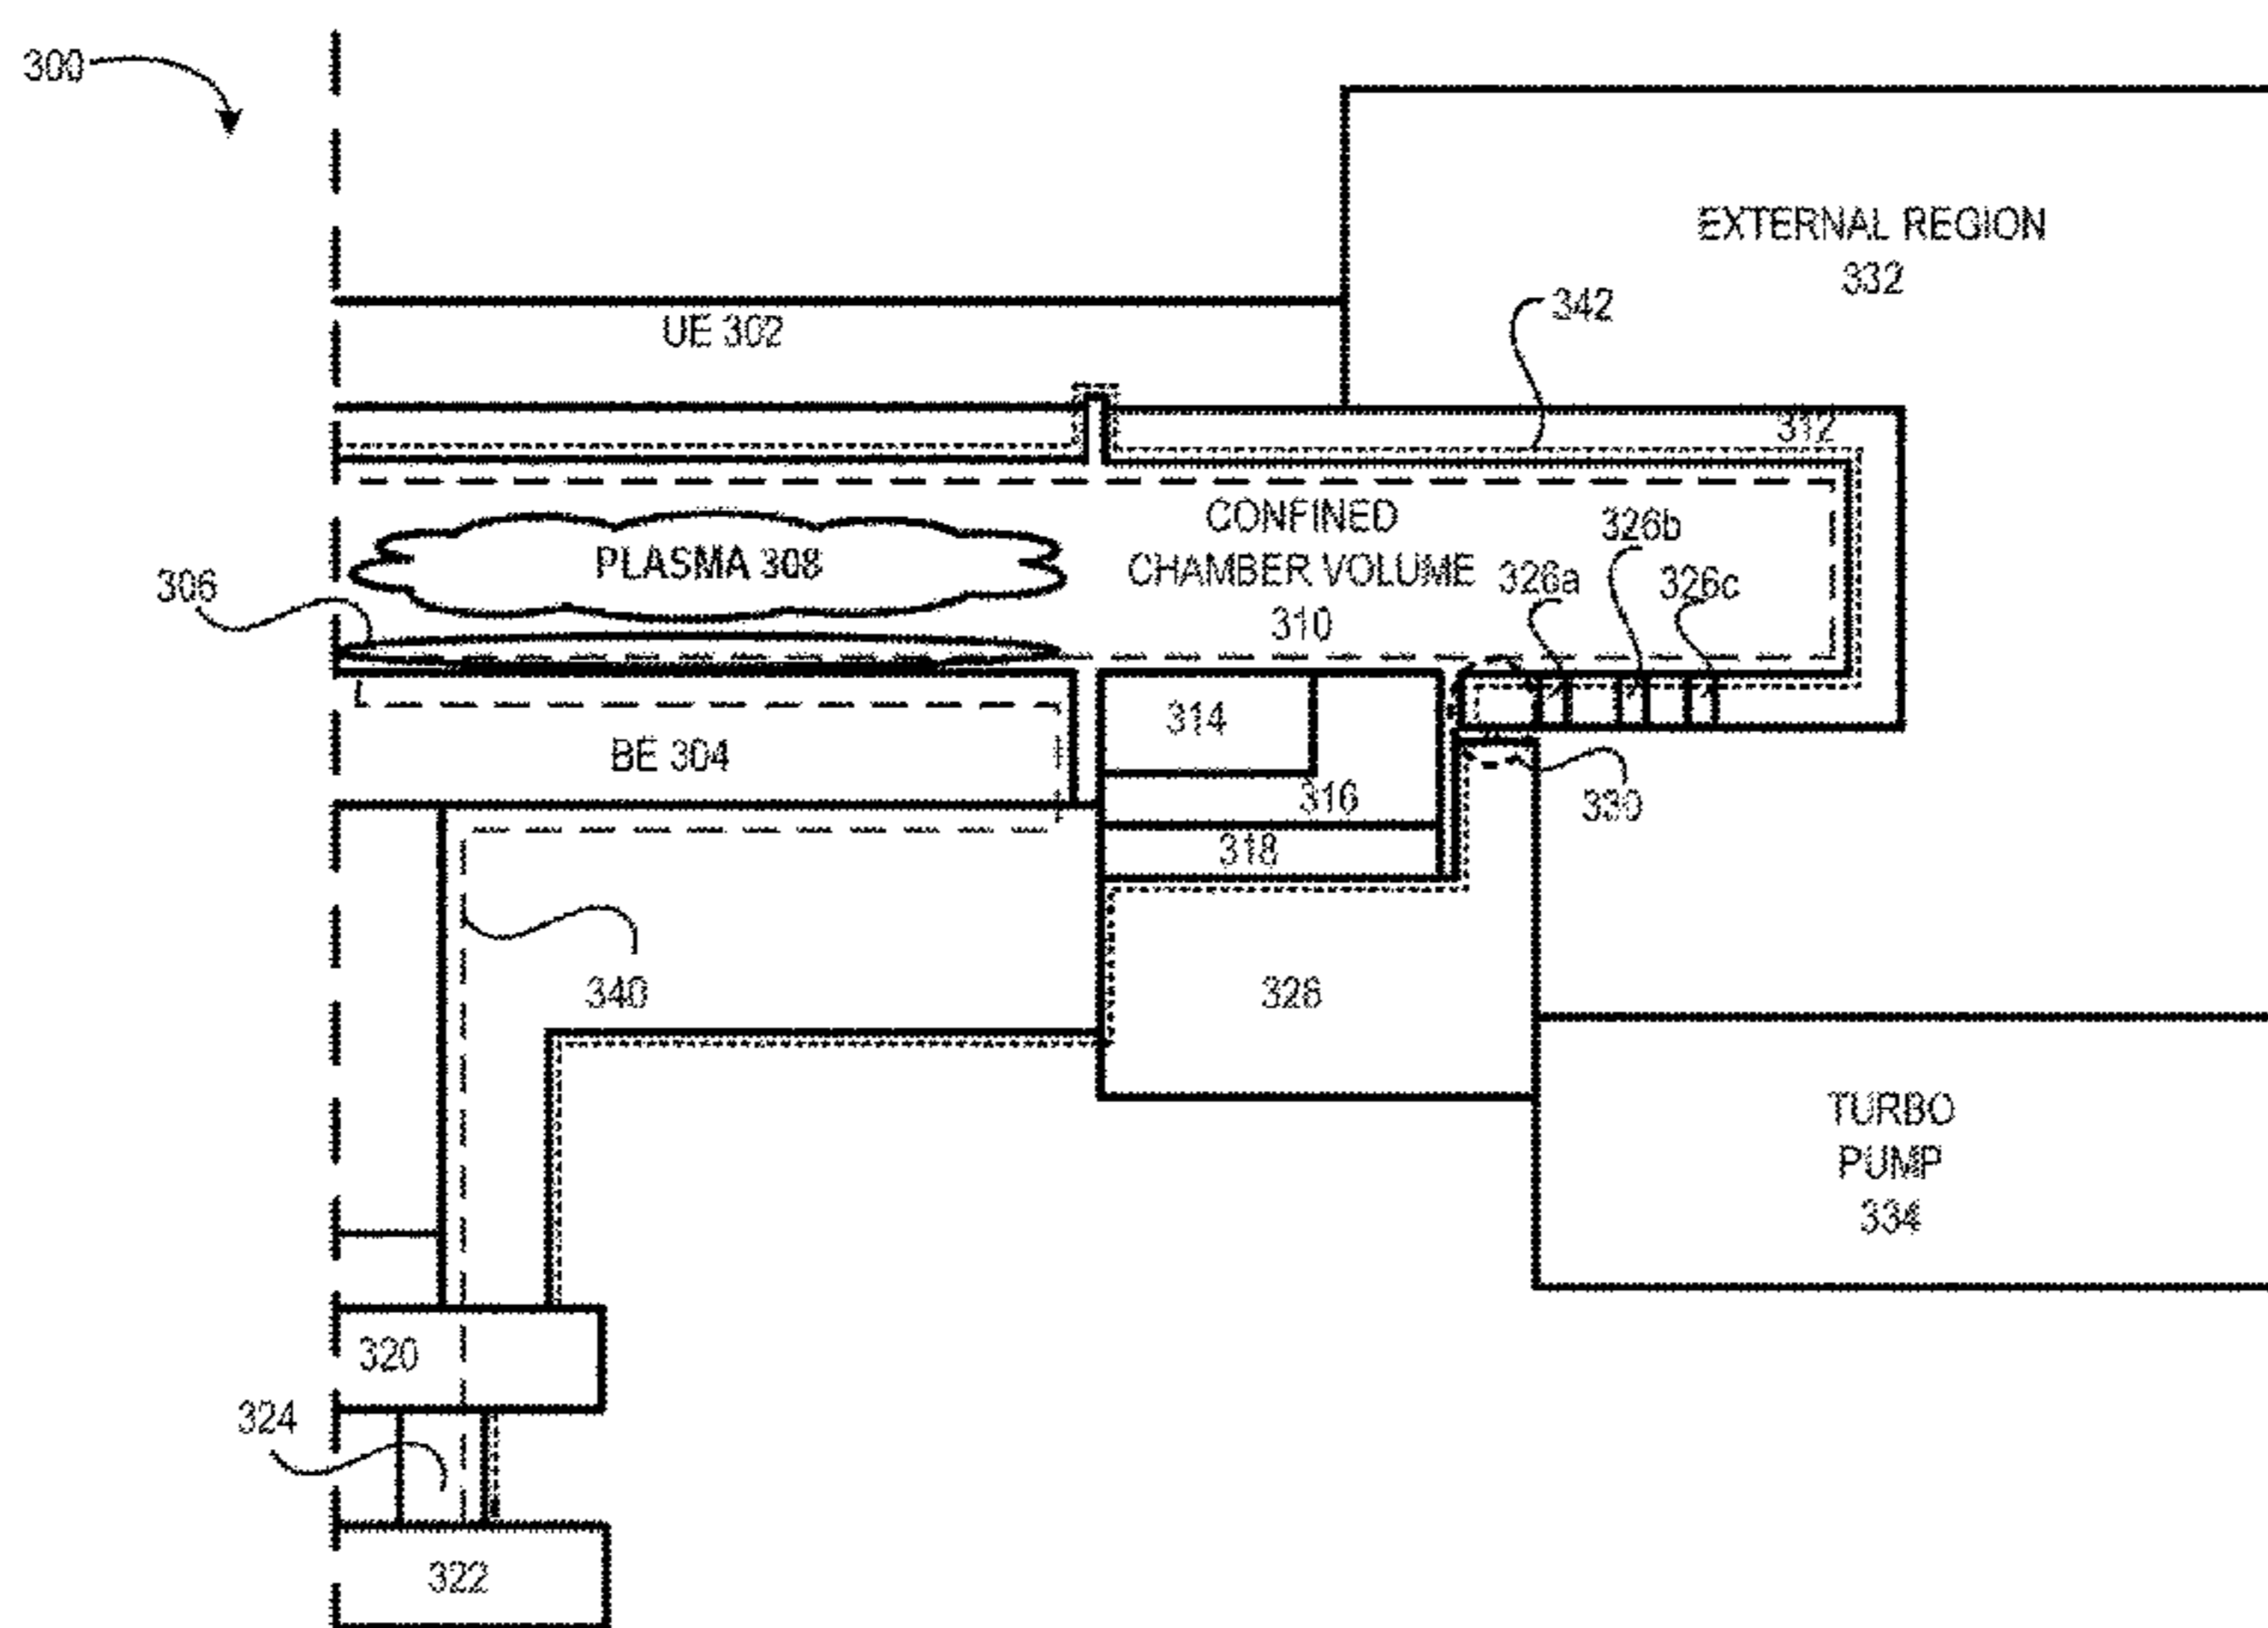 300
EXTERNAL REGION
332
342
UE 302
312
CONFINED
CHAMBER VOLUME
310
326b
326a
326c
PLASMA 308
306
314
BE 304
316
330
318
340
328
TURBO
PUMP
334
320
324
322